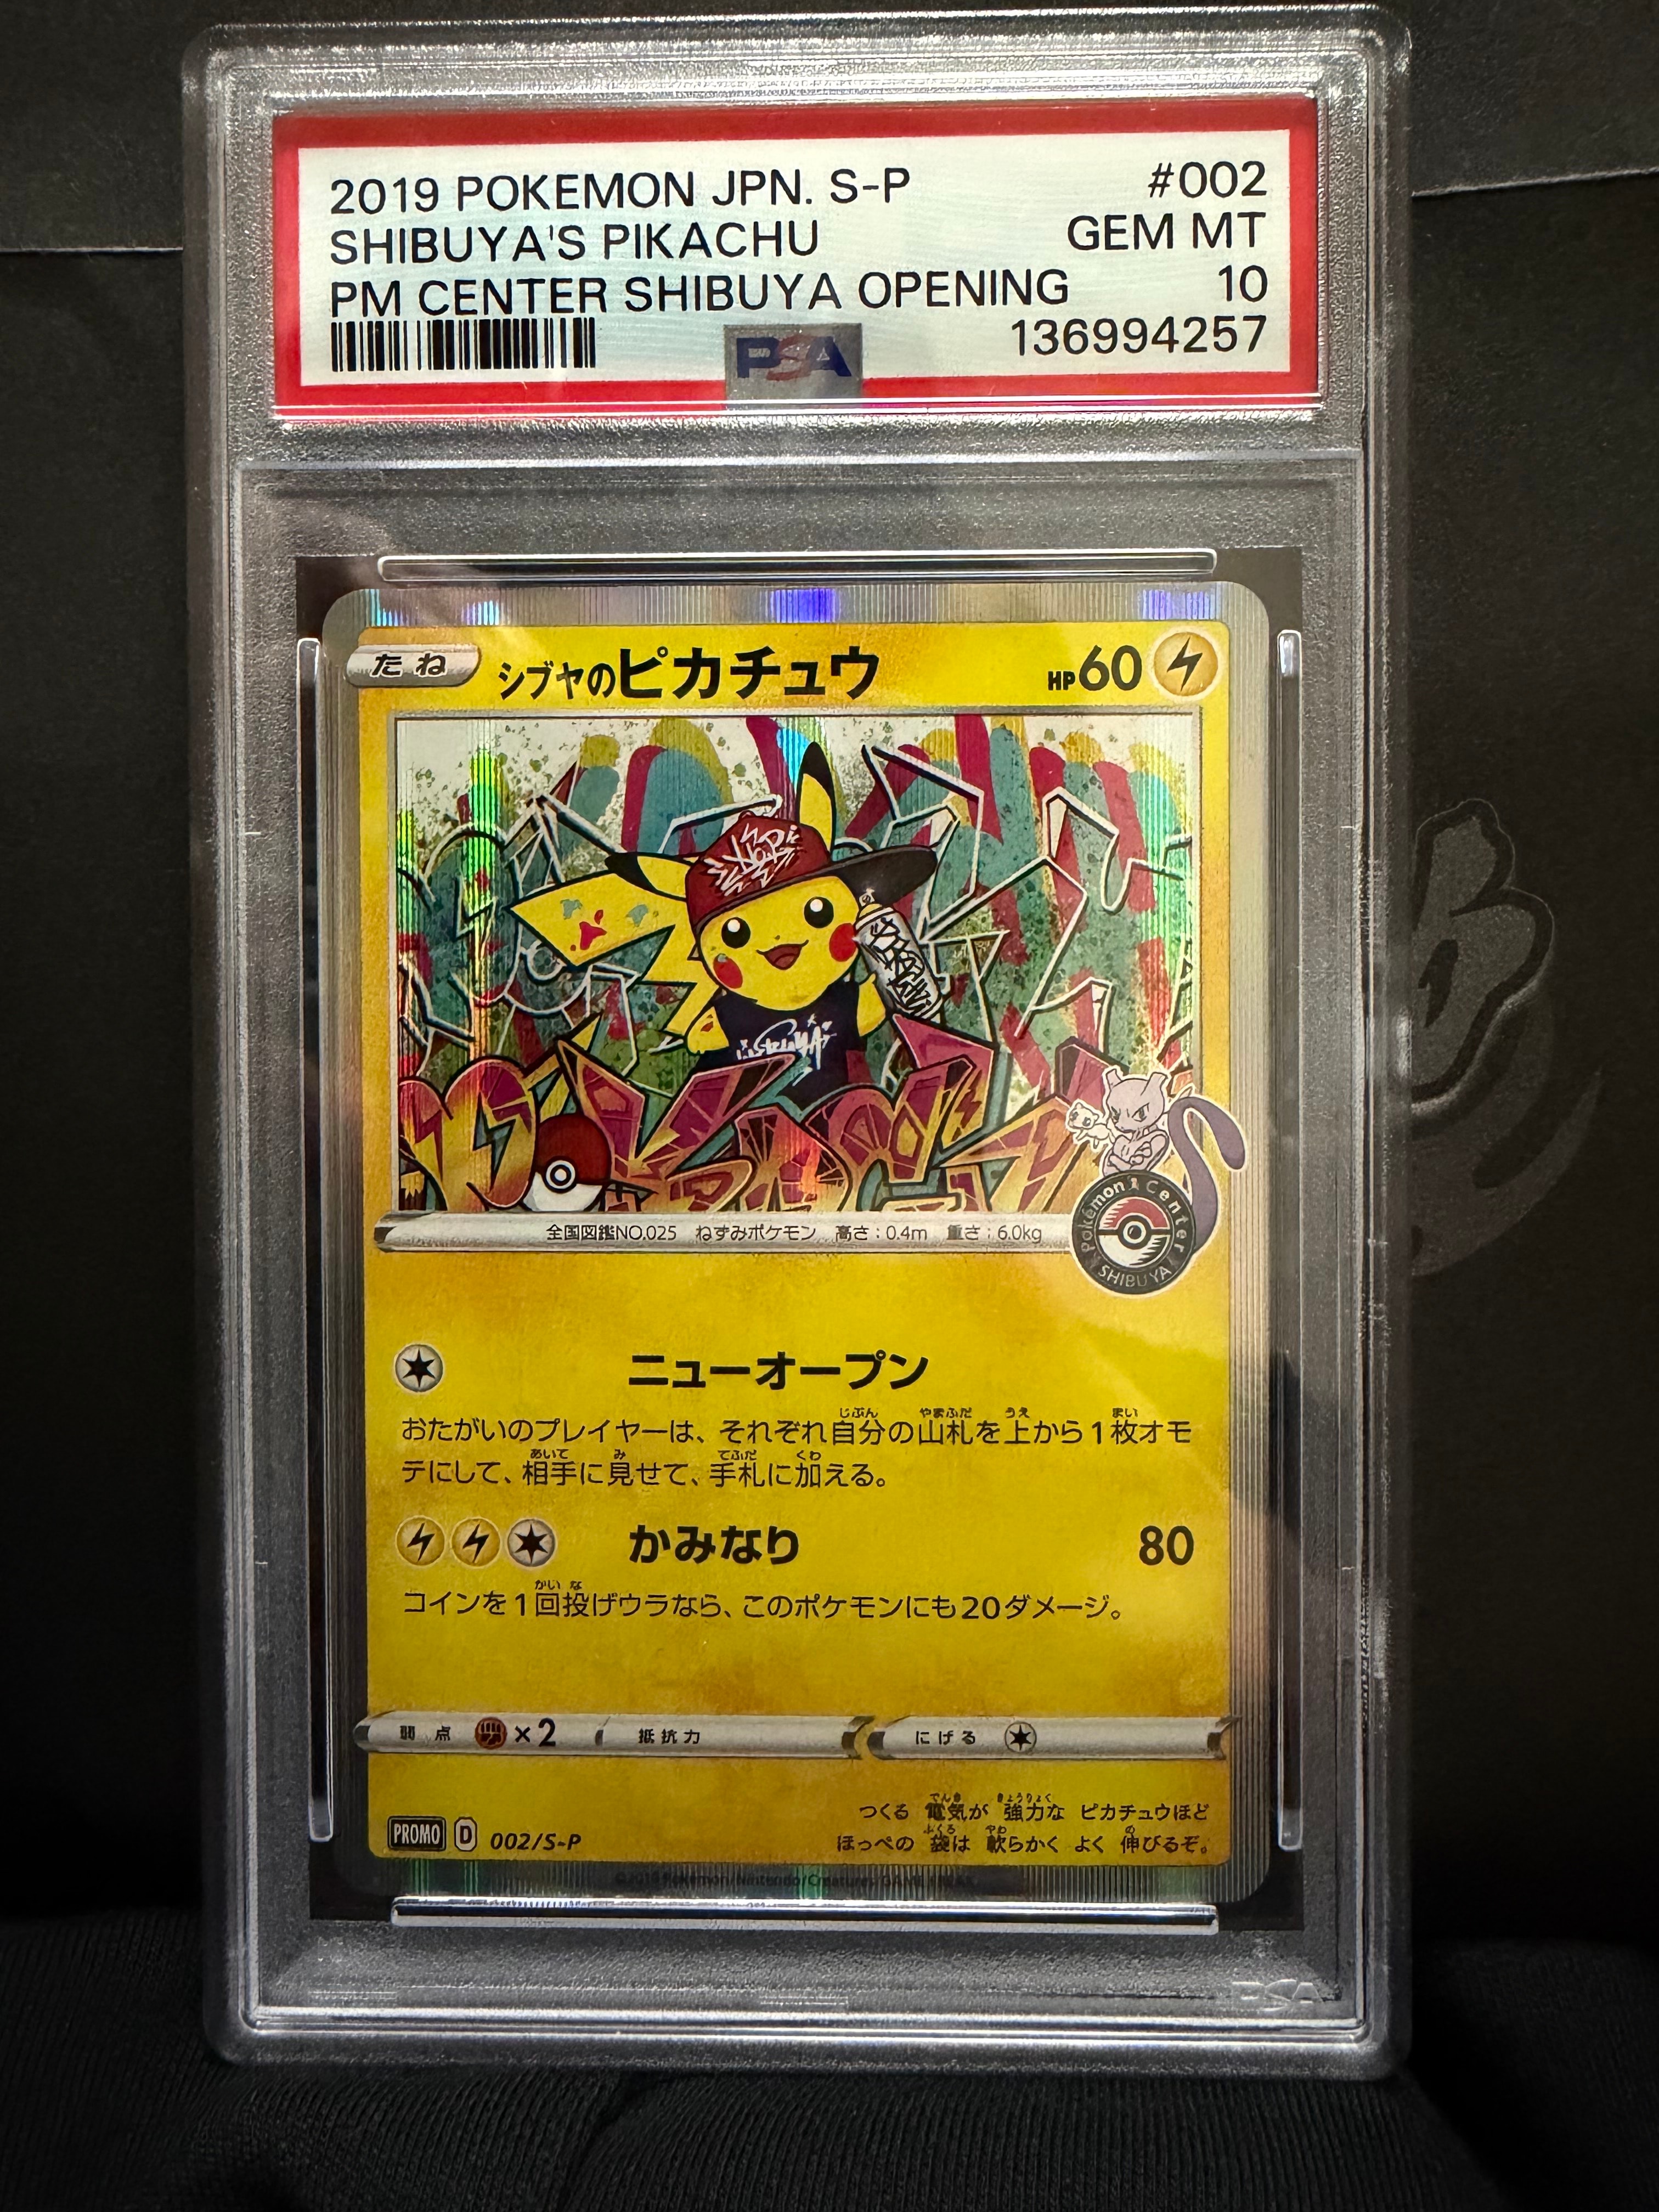 2019 POKEMON JPN. S-P #002
SHIBUYA'S PIKACHU GEM MT
PM CENTER SHIBUYA OPENING 10
136994257
PSA
たね シブヤのピカチュウ HP60
全国図鑑NO.025 ねずみポケモン 高さ:0.4m 重さ:6.0kg
Pokémon Center
SHIBUYA
ニューオープン
おたがいのプレイヤーは、それぞれ自分の山札を上から1枚オモ
テにして、相手に見せて、手札に加える。
かみなり 80
コインを1回投げウラなら、このポケモンにも20ダメージ。
弱点 ×2 抵抗力 にげる
つくる 電気が 強力な ピカチュウほど
ほっぺの 袋は 軟らかく よく 伸びるぞ。
PROMO D 002/S-P
©2019 Pokémon/Nintendo/Creatures/GAME FREAK
PSA